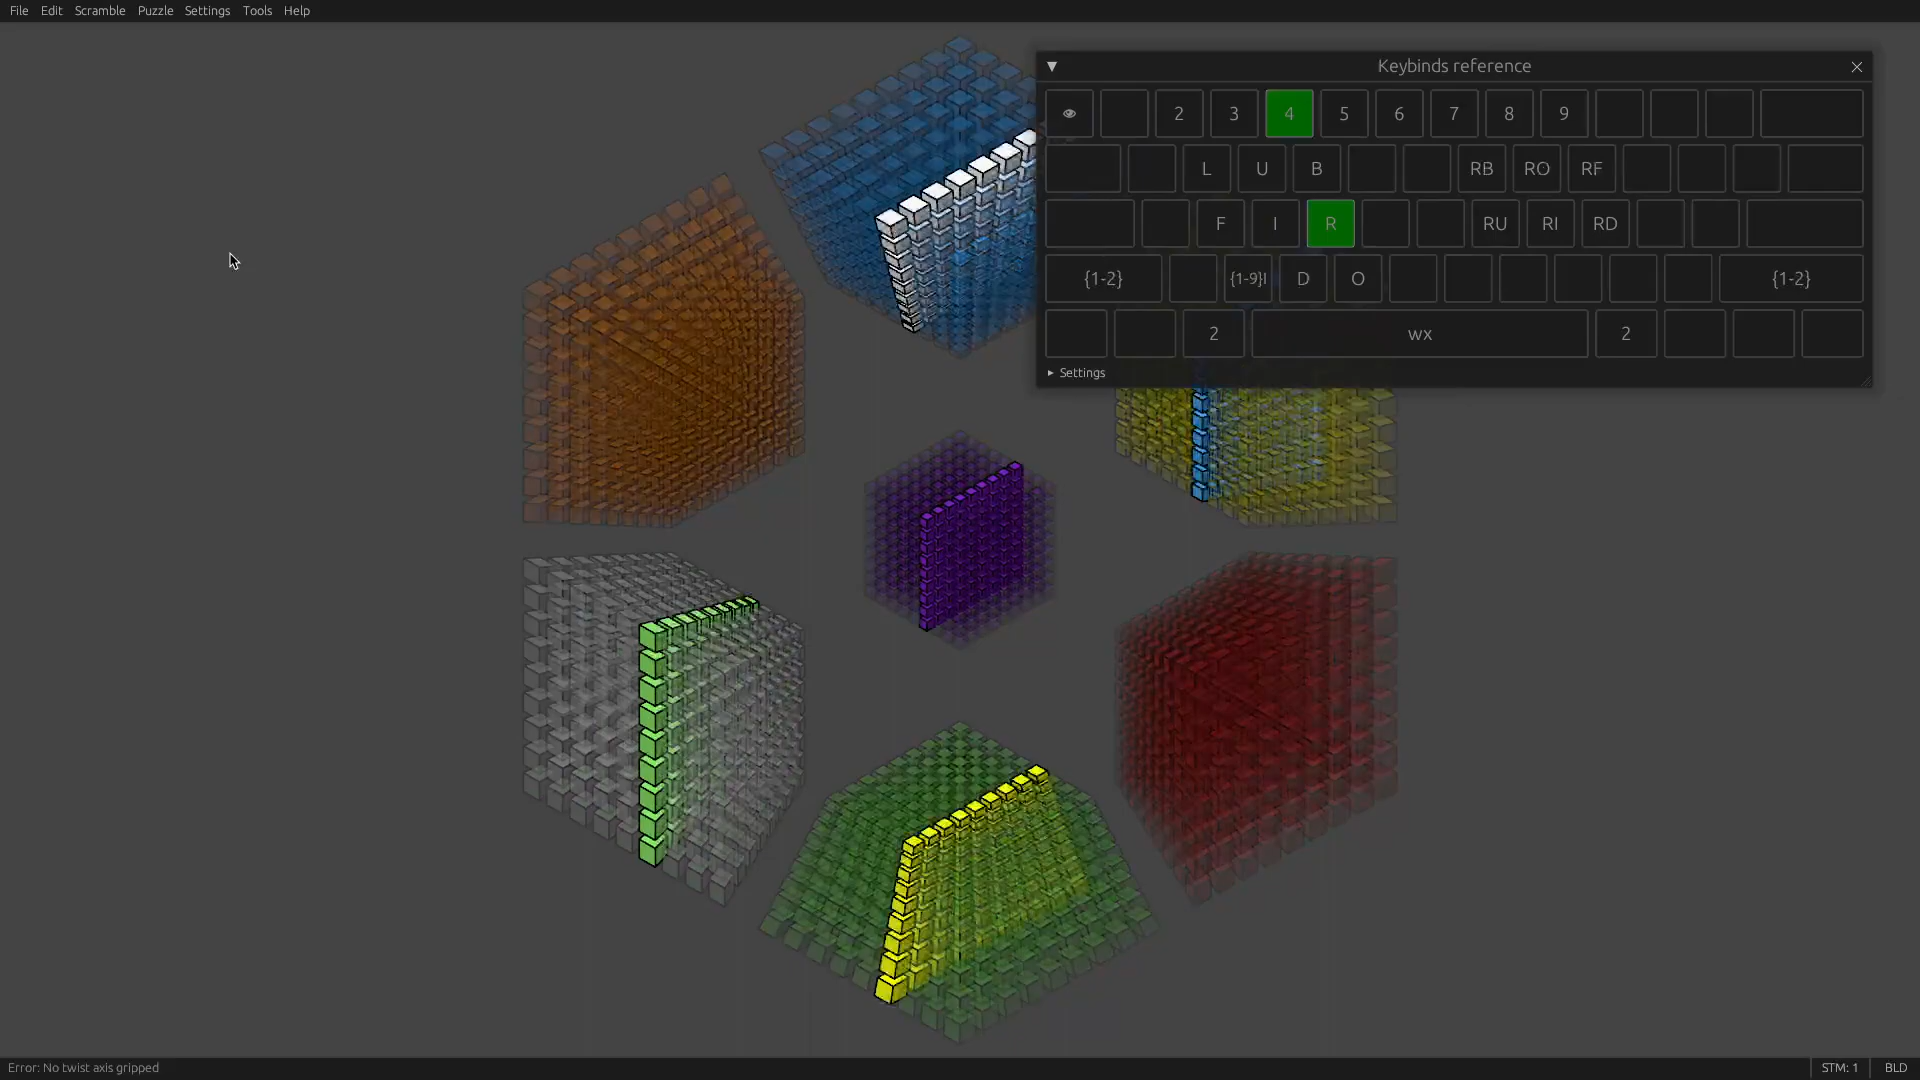 File Edit Scramble Puzzle Settings Tools Help
Keybinds reference
2 3 4 5 6 7 8 9
L U B RB RO RF
F I R RU RI RD
{1-2} {1-9}I D O {1-2}
2 wx 2
Settings
Error: No twist axis gripped STM: 1 BLD